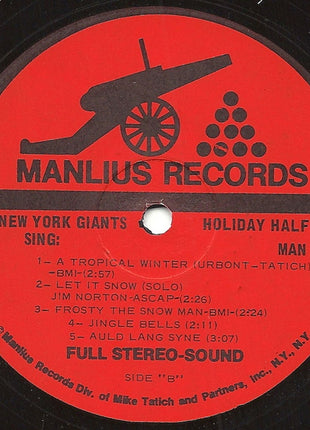 MANLIUS RECORDS
NEW YORK GIANTS SING:
HOLIDAY HALF MAN
1- A TROPICAL WINTER (URBONT-TATICH)
-BMI-(2:57)
2- LET IT SNOW (SOLO)
JIM NORTON-ASCAP-(2:26)
3- FROSTY THE SNOW MAN-BMI-(2:24)
4- JINGLE BELLS (2:11)
5- AULD LANG SYNE (3:07)
FULL STEREO-SOUND
SIDE "B"
©Manlius Records Div. of Mike Tatich and Partners, Inc., N.Y., N.Y.